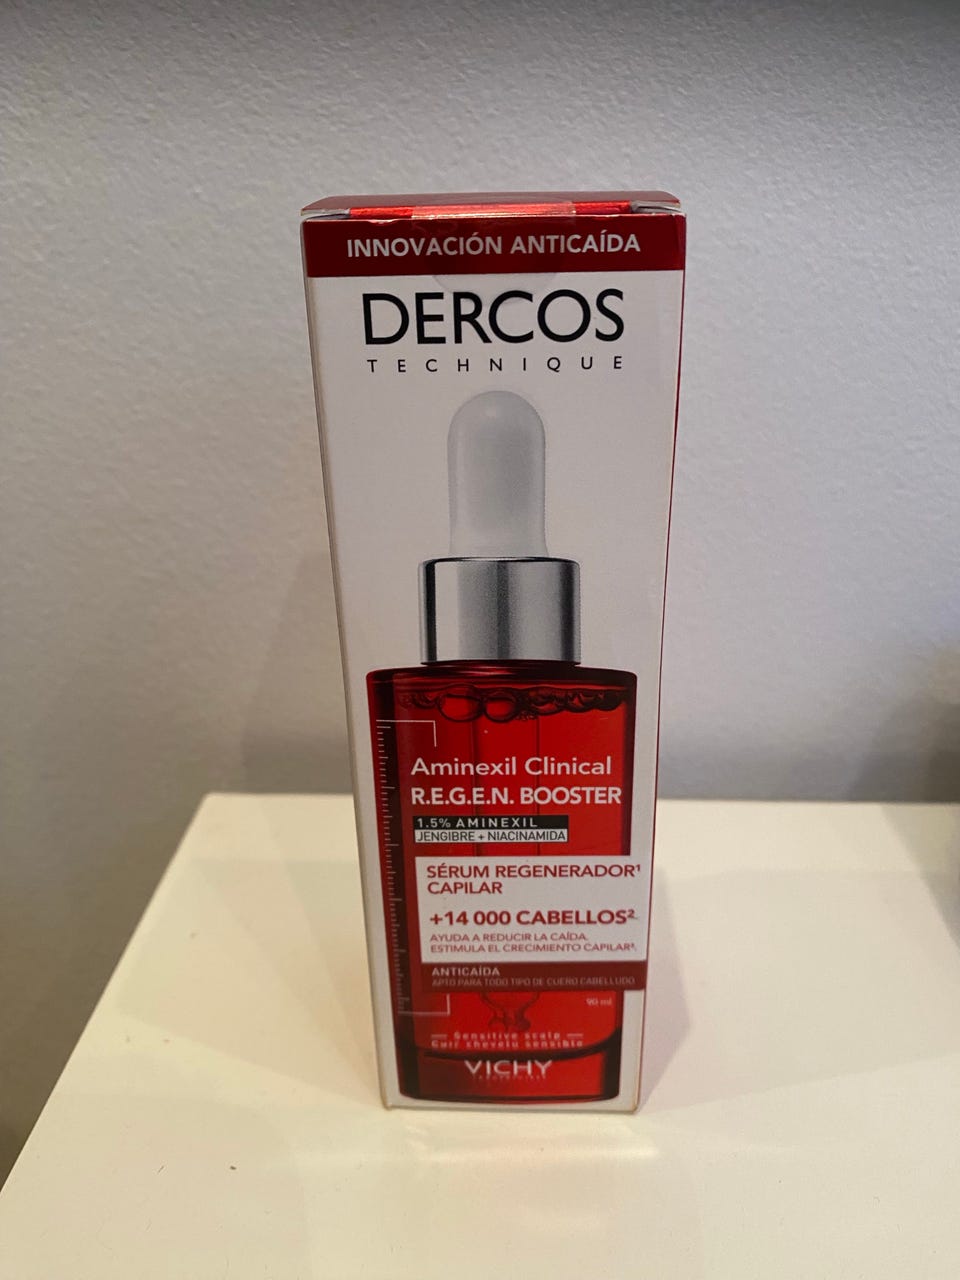 INNOVACIÓN ANTICAÍDA
DERCOS
TECHNIQUE
Aminexil Clinical
R.E.G.E.N. BOOSTER
1.5% AMINEXIL
JENGIBRE + NIACINAMIDA
SÉRUM REGENERADOR¹
CAPILAR
+14 000 CABELLOS²
AYUDA A REDUCIR LA CAÍDA.
ESTIMULA EL CRECIMIENTO CAPILAR³.
ANTICAÍDA
APTO PARA TODO TIPO DE CUERO CABELLUDO
90 ml
Sensitive scalp
Cuir chevelu sensible
VICHY
LABORATOIRES